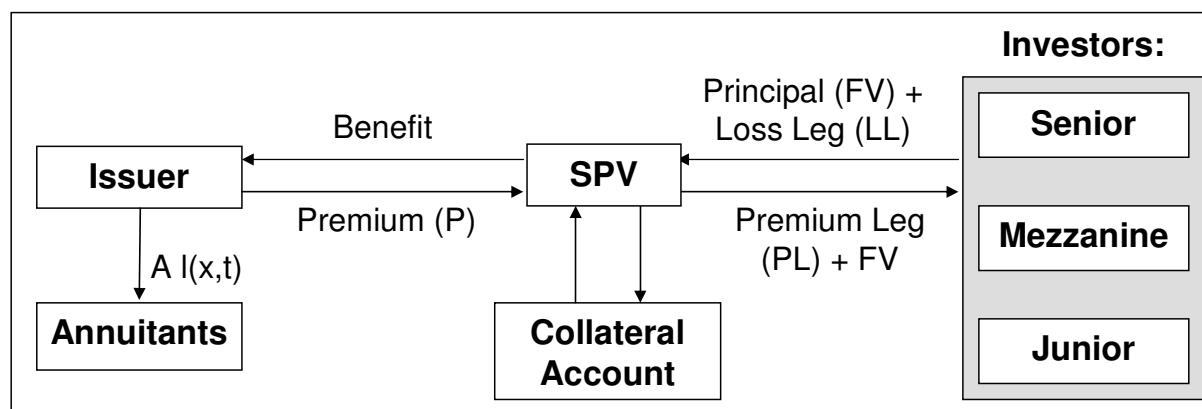 Investors:
Principal (FV) +
Loss Leg (LL)
Senior
Benefit
Issuer
SPV
Premium (P)
Premium Leg
(PL) + FV
Mezzanine
A l(x,t)
Annuitants
Collateral
Account
Junior